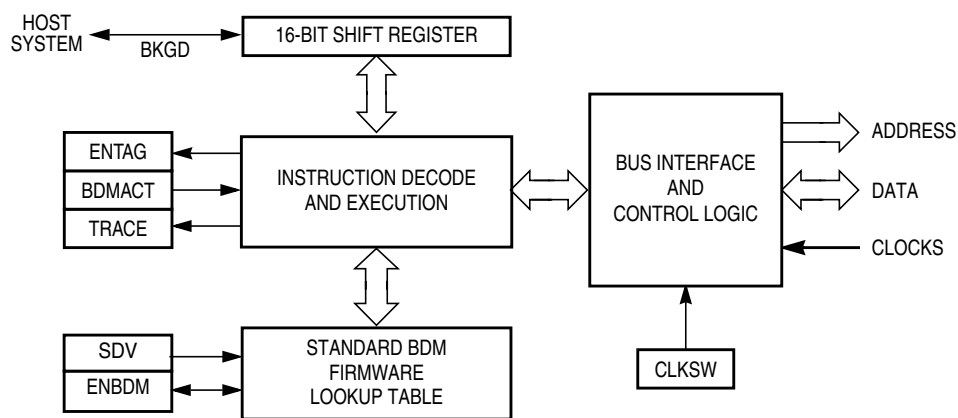 HOST
SYSTEM
BKGD
16-BIT SHIFT REGISTER
ENTAG
BDMACT
TRACE
INSTRUCTION DECODE
AND EXECUTION
BUS INTERFACE
AND
CONTROL LOGIC
ADDRESS
DATA
CLOCKS
SDV
ENBDM
STANDARD BDM
FIRMWARE
LOOKUP TABLE
CLKSW